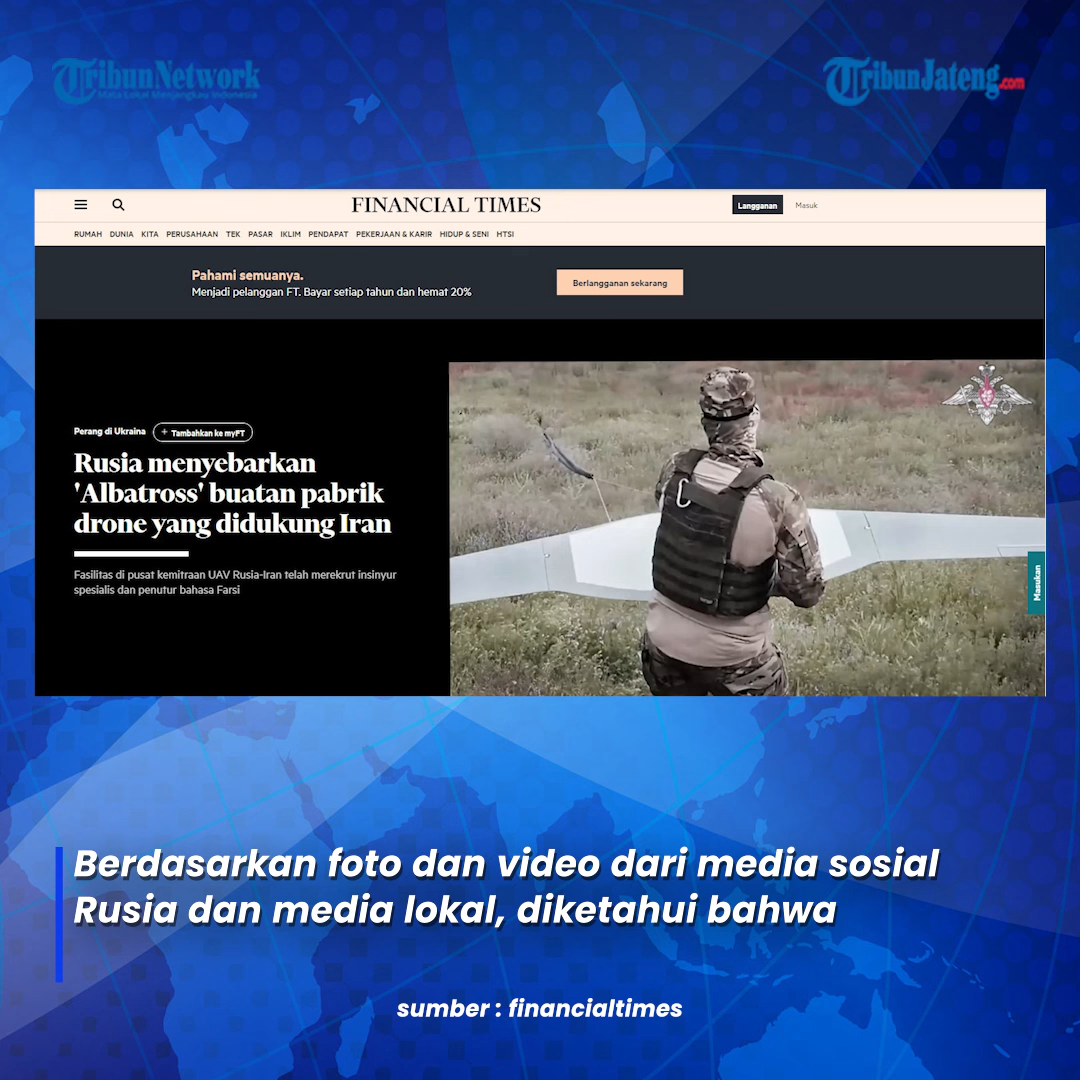 TribunNetwork
Mata Lokal Menjangkau Indonesia
TribunJateng.com
FINANCIAL TIMES
Langganan
Masuk
RUMAH DUNIA KITA PERUSAHAAN TEK PASAR IKLIM PENDAPAT PEKERJAAN & KARIR HIDUP & SENI HTSI
Pahami semuanya.
Menjadi pelanggan FT. Bayar setiap tahun dan hemat 20%
Berlangganan sekarang
Perang di Ukraina
+ Tambahkan ke myFT
Rusia menyebarkan
'Albatross' buatan pabrik
drone yang didukung Iran
Fasilitas di pusat kemitraan UAV Rusia-Iran telah merekrut insinyur
spesialis dan penutur bahasa Farsi
Masukan
Berdasarkan foto dan video dari media sosial
Rusia dan media lokal, diketahui bahwa
sumber : financialtimes